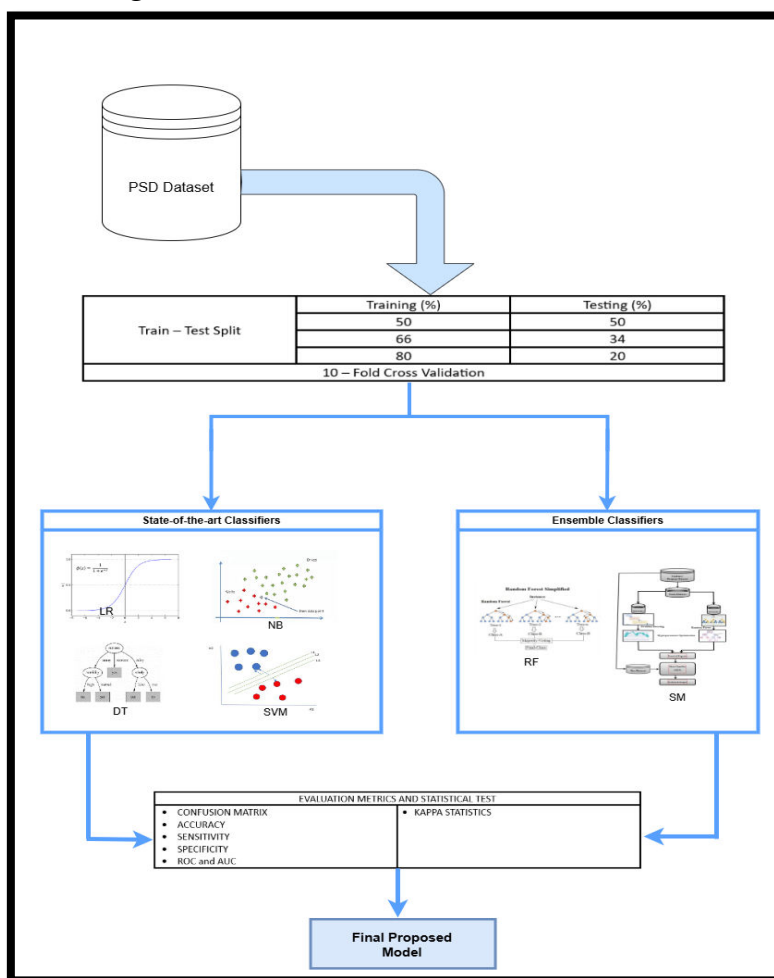 PSD Dataset
Train – Test Split
Training (%)
Testing (%)
50
50
66
34
80
20
10 – Fold Cross Validation
State-of-the-art Classifiers
LR
NB
DT
SVM
Ensemble Classifiers
Random Forest Simplified
Random Forest
RF
SM
EVALUATION METRICS AND STATISTICAL TEST
• CONFUSION MATRIX
• ACCURACY
• SENSITIVITY
• SPECIFICITY
• ROC and AUC
• KAPPA STATISTICS
Final Proposed
Model